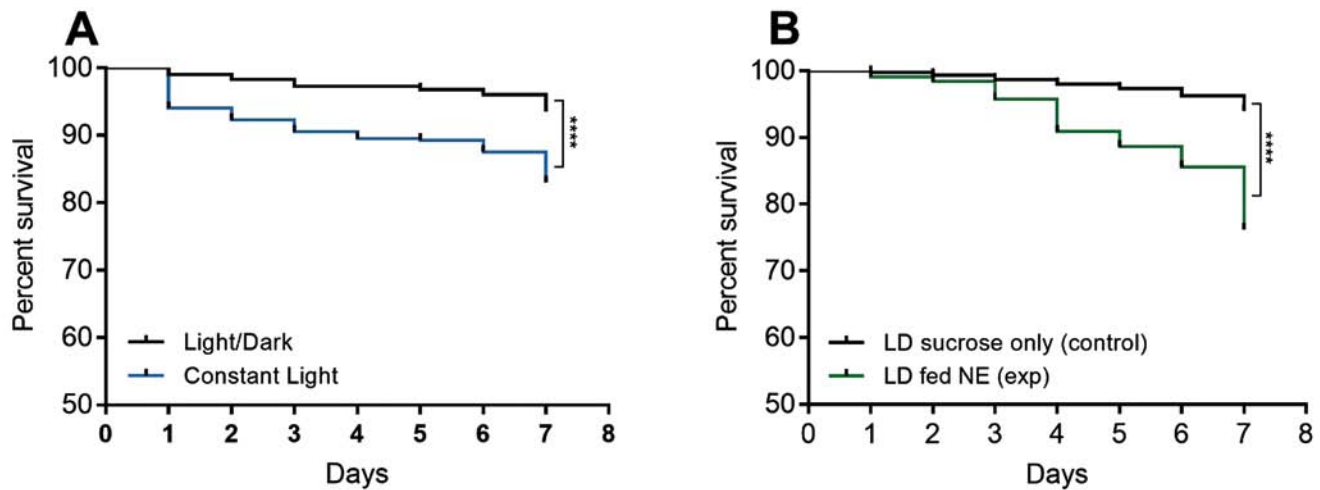 A
100
90
80
70
60
50
Percent survival
0 1 2 3 4 5 6 7 8
Days
Light/Dark
Constant Light
****
B
100
90
80
70
60
50
Percent survival
0 1 2 3 4 5 6 7 8
Days
LD sucrose only (control)
LD fed NE (exp)
****